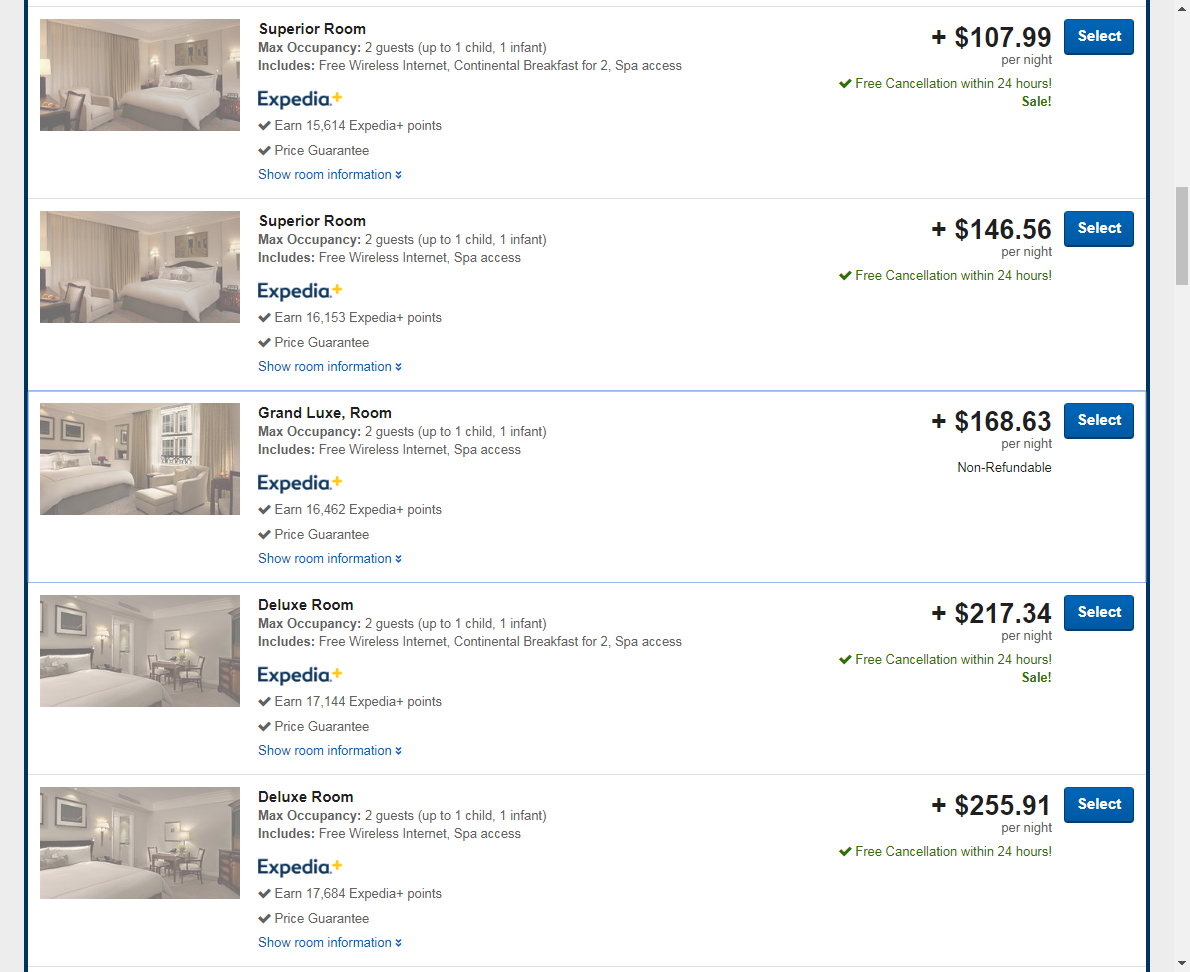 Superior Room
Max Occupancy: 2 guests (up to 1 child, 1 infant)
Includes: Free Wireless Internet, Continental Breakfast for 2, Spa access
Expedia+
Earn 15,614 Expedia+ points
Price Guarantee
Show room information
+ $107.99
per night
Free Cancellation within 24 hours!
Sale!
Select
Superior Room
Max Occupancy: 2 guests (up to 1 child, 1 infant)
Includes: Free Wireless Internet, Spa access
Expedia+
Earn 16,153 Expedia+ points
Price Guarantee
Show room information
+ $146.56
per night
Free Cancellation within 24 hours!
Select
Grand Luxe, Room
Max Occupancy: 2 guests (up to 1 child, 1 infant)
Includes: Free Wireless Internet, Spa access
Expedia+
Earn 16,462 Expedia+ points
Price Guarantee
Show room information
+ $168.63
per night
Non-Refundable
Select
Deluxe Room
Max Occupancy: 2 guests (up to 1 child, 1 infant)
Includes: Free Wireless Internet, Continental Breakfast for 2, Spa access
Expedia+
Earn 17,144 Expedia+ points
Price Guarantee
Show room information
+ $217.34
per night
Free Cancellation within 24 hours!
Sale!
Select
Deluxe Room
Max Occupancy: 2 guests (up to 1 child, 1 infant)
Includes: Free Wireless Internet, Spa access
Expedia+
Earn 17,684 Expedia+ points
Price Guarantee
Show room information
+ $255.91
per night
Free Cancellation within 24 hours!
Select